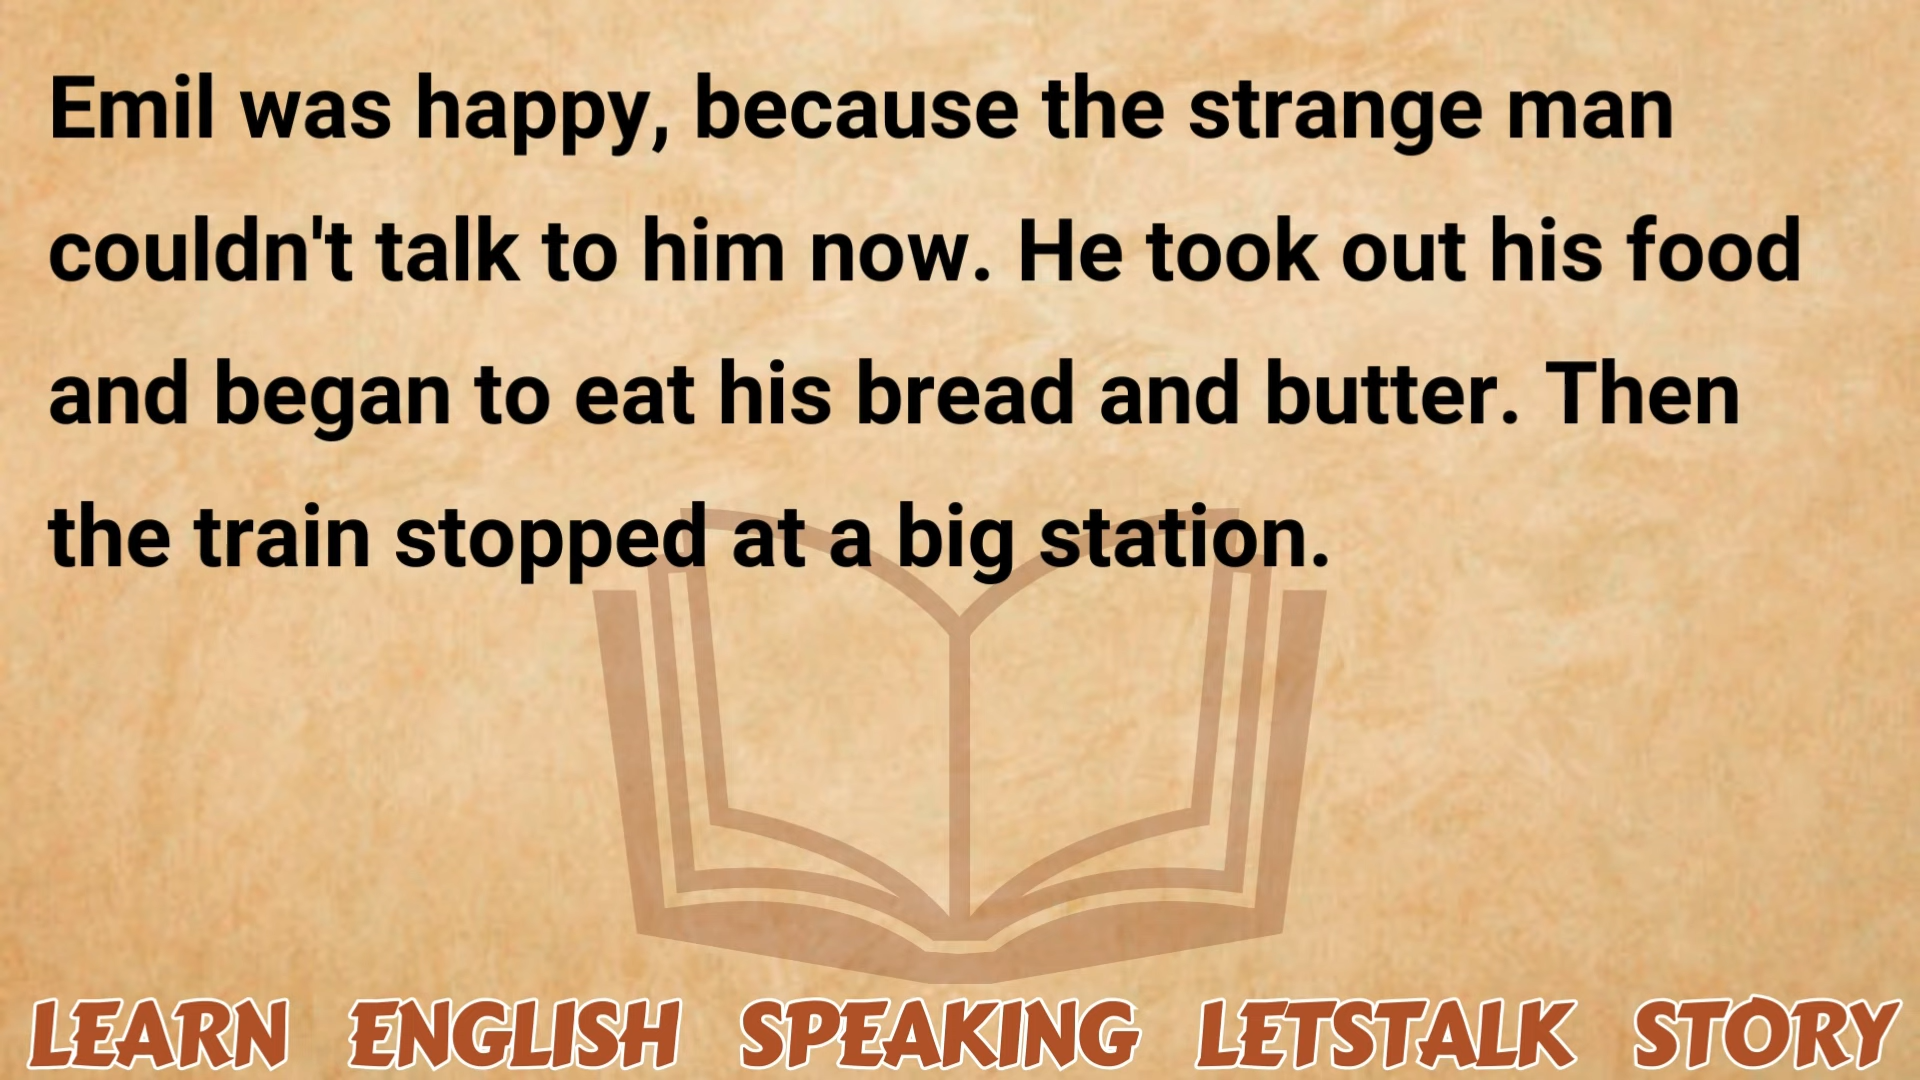 Emil was happy, because the strange man
couldn't talk to him now. He took out his food
and began to eat his bread and butter. Then
the train stopped at a big station.
LEARN ENGLISH SPEAKING LETSTALK STORY